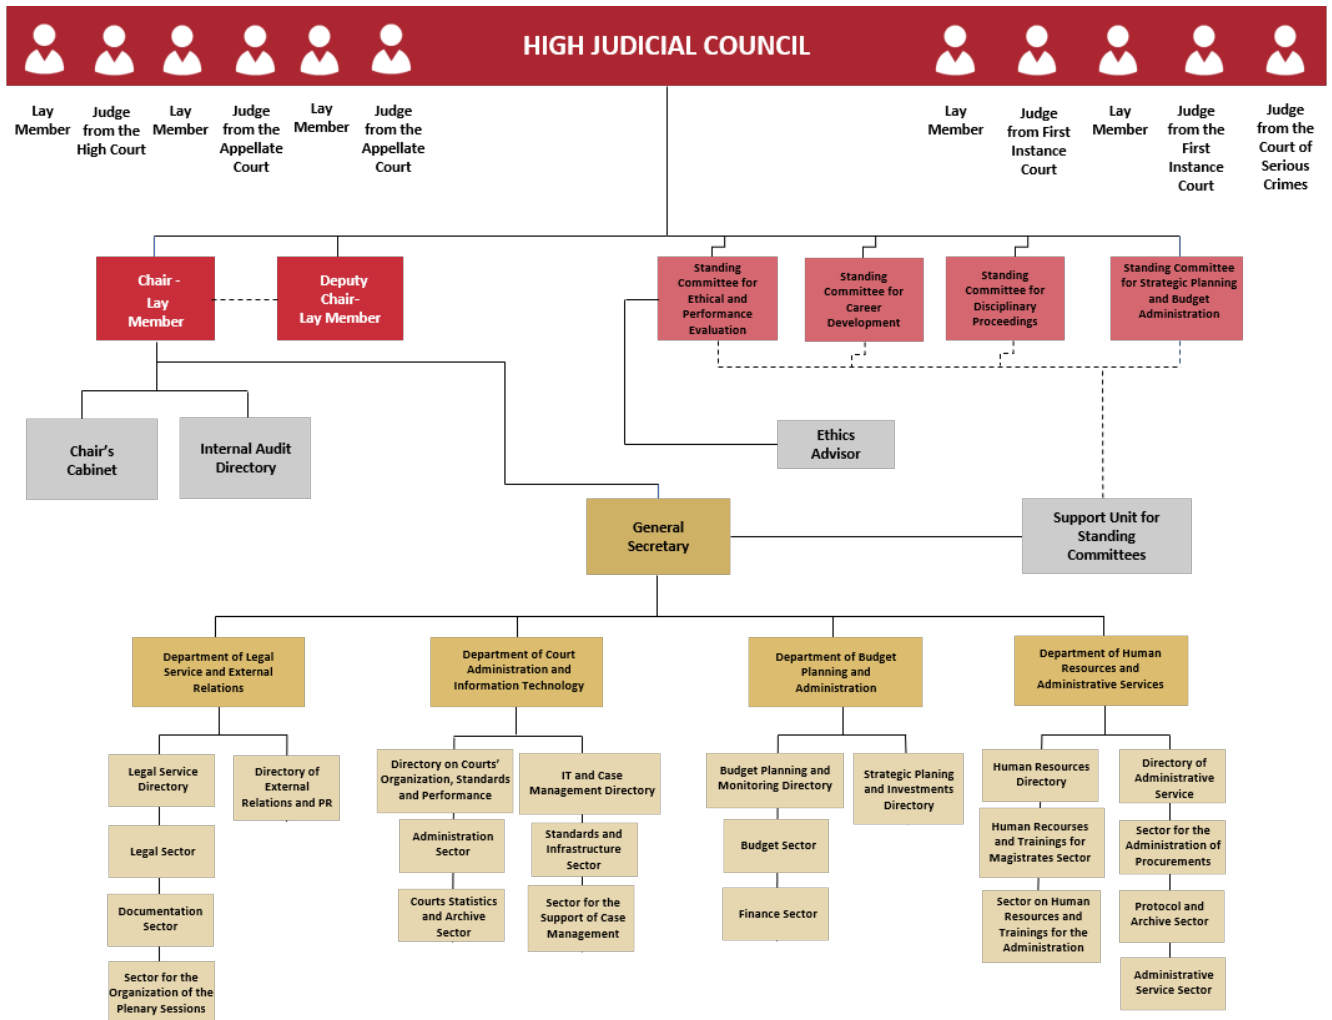 HIGH JUDICIAL COUNCIL
Lay
Member
Judge
from the
High Court
Lay
Member
Judge
from the
Appellate
Court
Lay
Member
Judge
from the
Appellate
Court
Lay
Member
Judge
from First
Instance
Court
Lay
Member
Judge
from the
First
Instance
Court
Judge
from the
Court of
Serious
Crimes
Chair -
Lay
Member
Deputy
Chair-
Lay Member
Standing
Committee for
Ethical and
Performance
Evaluation
Standing
Committee for
Career
Development
Standing
Committee for
Disciplinary
Proceedings
Standing Committee
for Strategic Planning
and Budget
Administration
Chair's
Cabinet
Internal Audit
Directory
Ethics
Advisor
General
Secretary
Support Unit for
Standing
Committees
Department of Legal
Service and External
Relations
Department of Court
Administration and
Information Technology
Department of Budget
Planning and
Administration
Department of Human
Resources and
Administrative Services
Legal Service
Directory
Directory of
External
Relations and PR
Directory on Courts'
Organization, Standards
and Performance
IT and Case
Management Directory
Budget Planning and
Monitoring Directory
Strategic Planing
and Investments
Directory
Human Resources
Directory
Directory of
Administrative
Service
Legal Sector
Administration
Sector
Standards and
Infrastructure
Sector
Budget Sector
Human Recourses
and Trainings for
Magistrates Sector
Sector for the
Administration of
Procurements
Documentation
Sector
Courts Statistics
and Archive
Sector
Sector for the
Support of Case
Management
Finance Sector
Sector on Human
Resources and
Trainings for the
Administration
Protocol and
Archive Sector
Sector for the
Organization of the
Plenary Sessions
Administrative
Service Sector